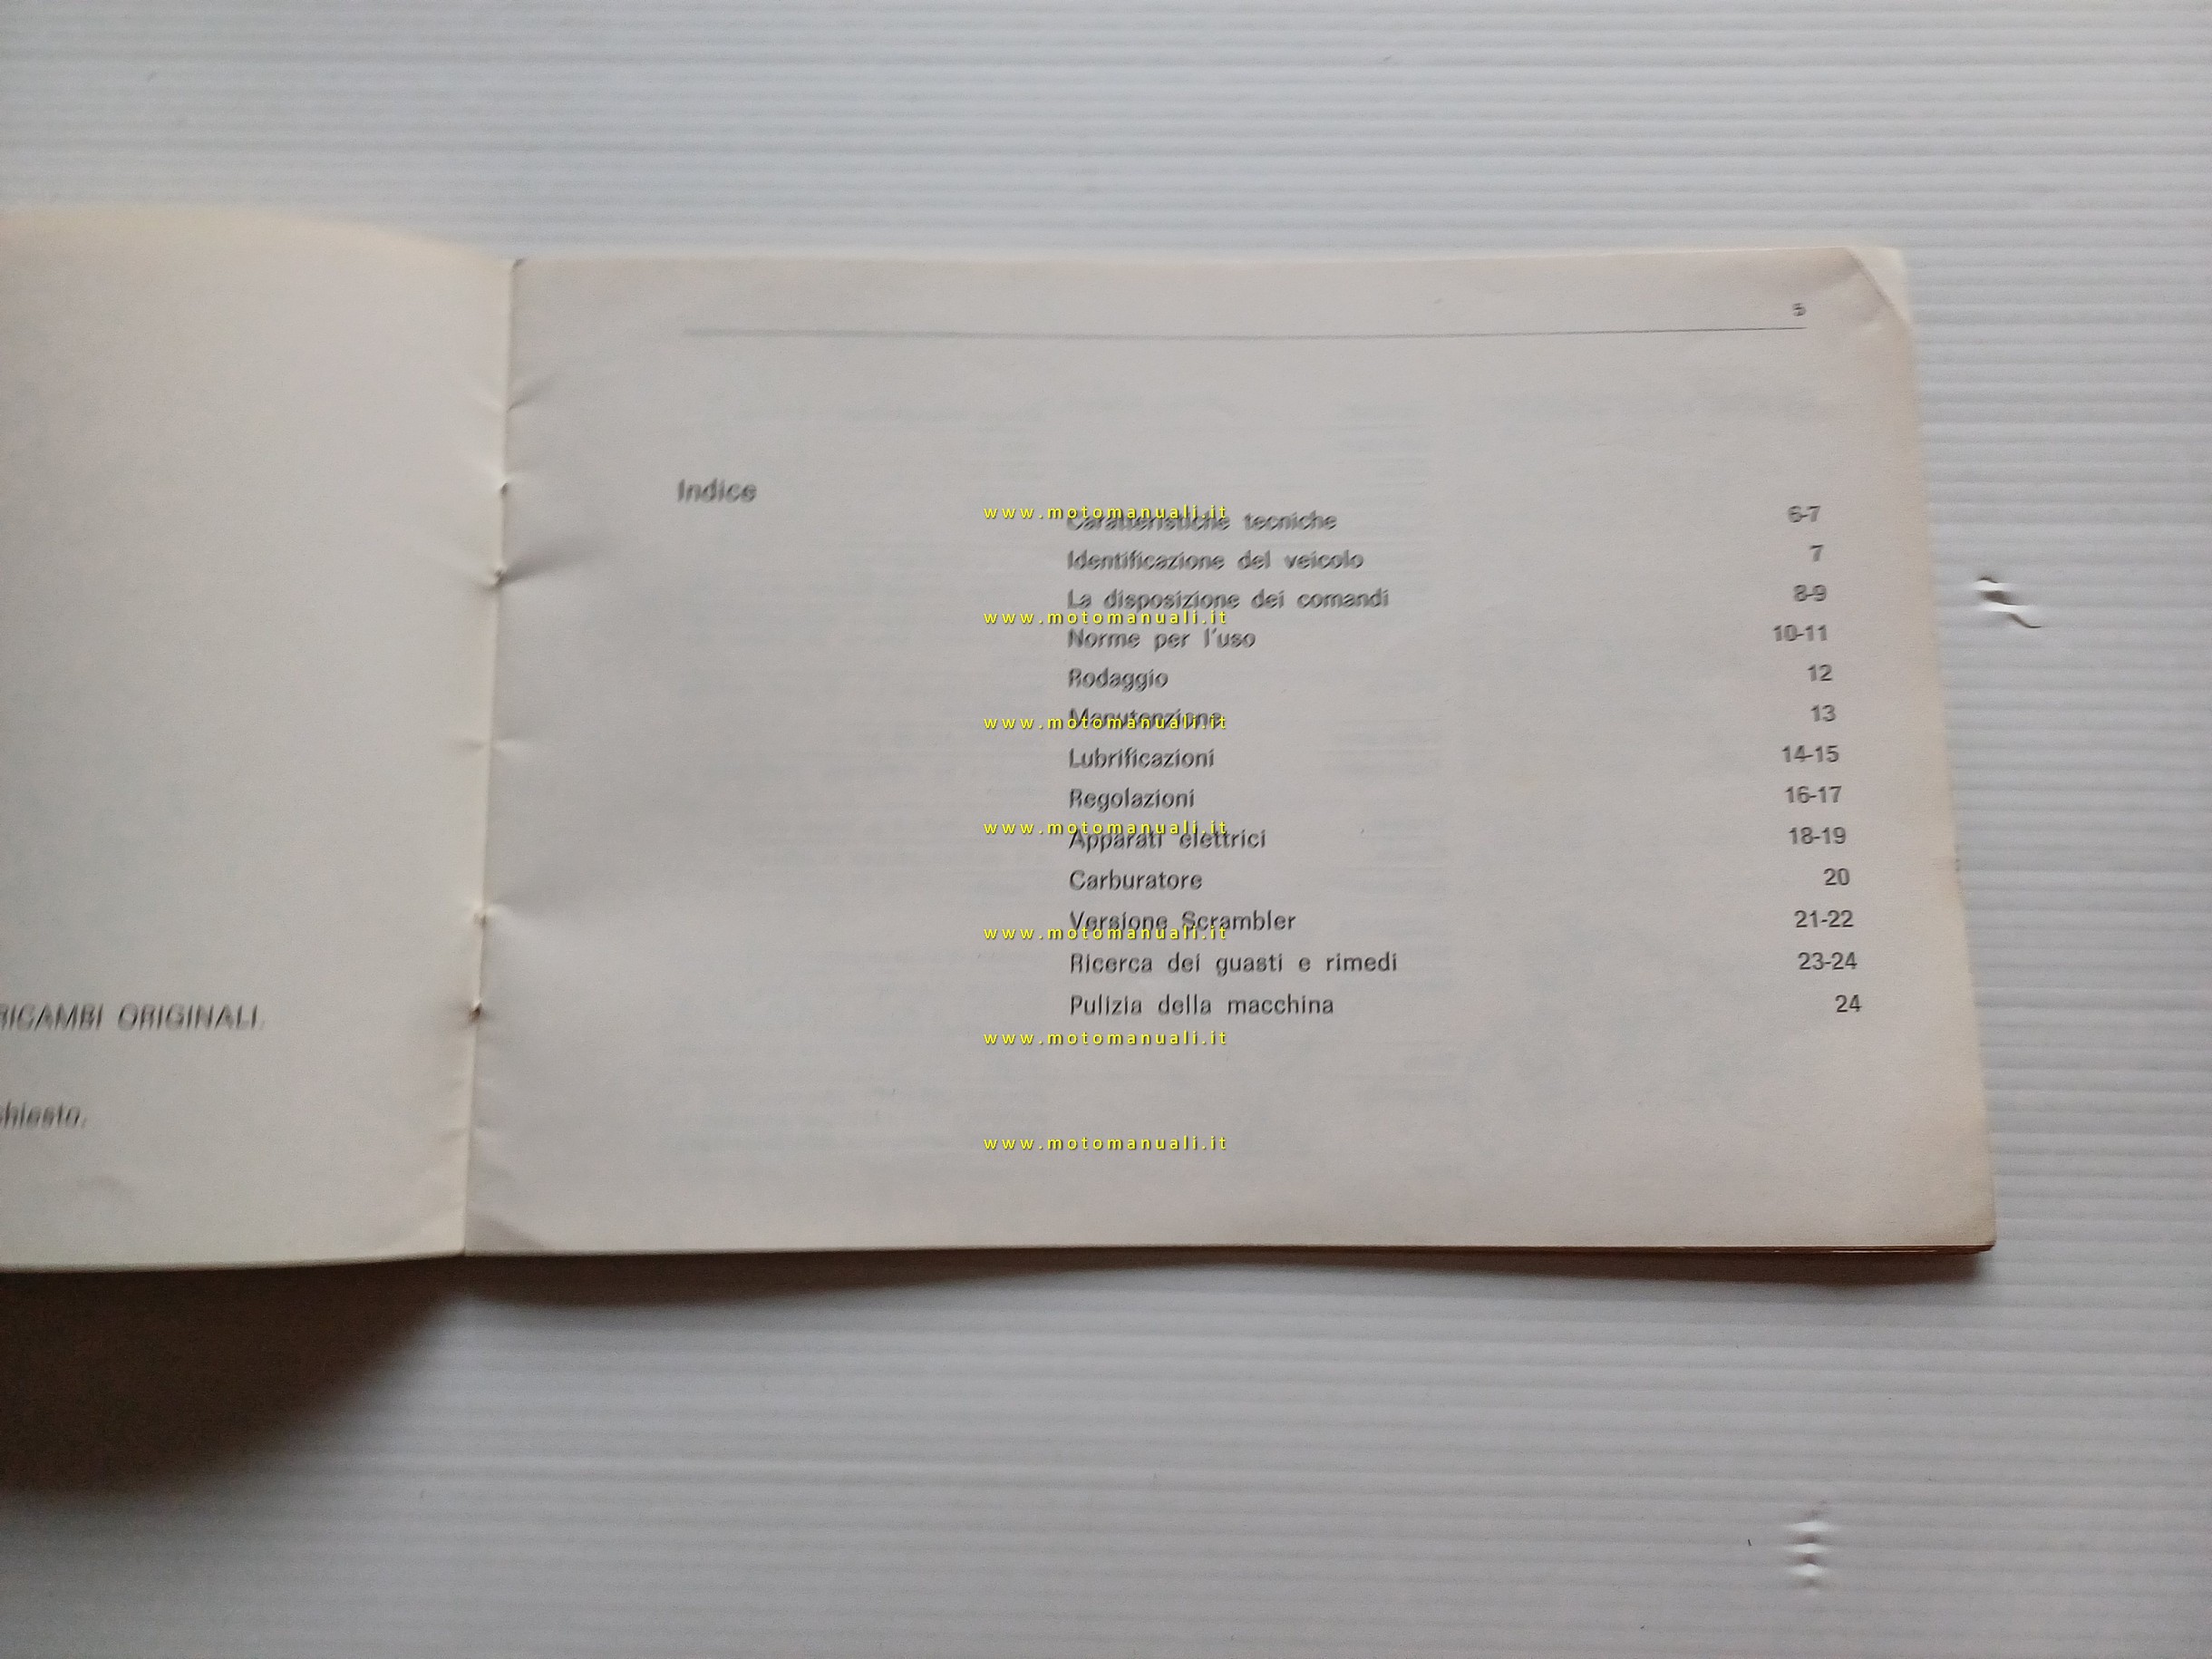 RICAMBI ORIGINALI.
5
Indice
Caratteristiche tecniche 6-7
Identificazione del veicolo 7
La disposizione dei comandi 8-9
Norme per l'uso 10-11
Rodaggio 12
Manutenzione 13
Lubrificazioni 14-15
Regolazioni 16-17
Apparati elettrici 18-19
Carburatore 20
Versione Scrambler 21-22
Ricerca dei guasti e rimedi 23-24
Pulizia della macchina 24
www.motomanuali.it
www.motomanuali.it
www.motomanuali.it
www.motomanuali.it
www.motomanuali.it
www.motomanuali.it
www.motomanuali.it